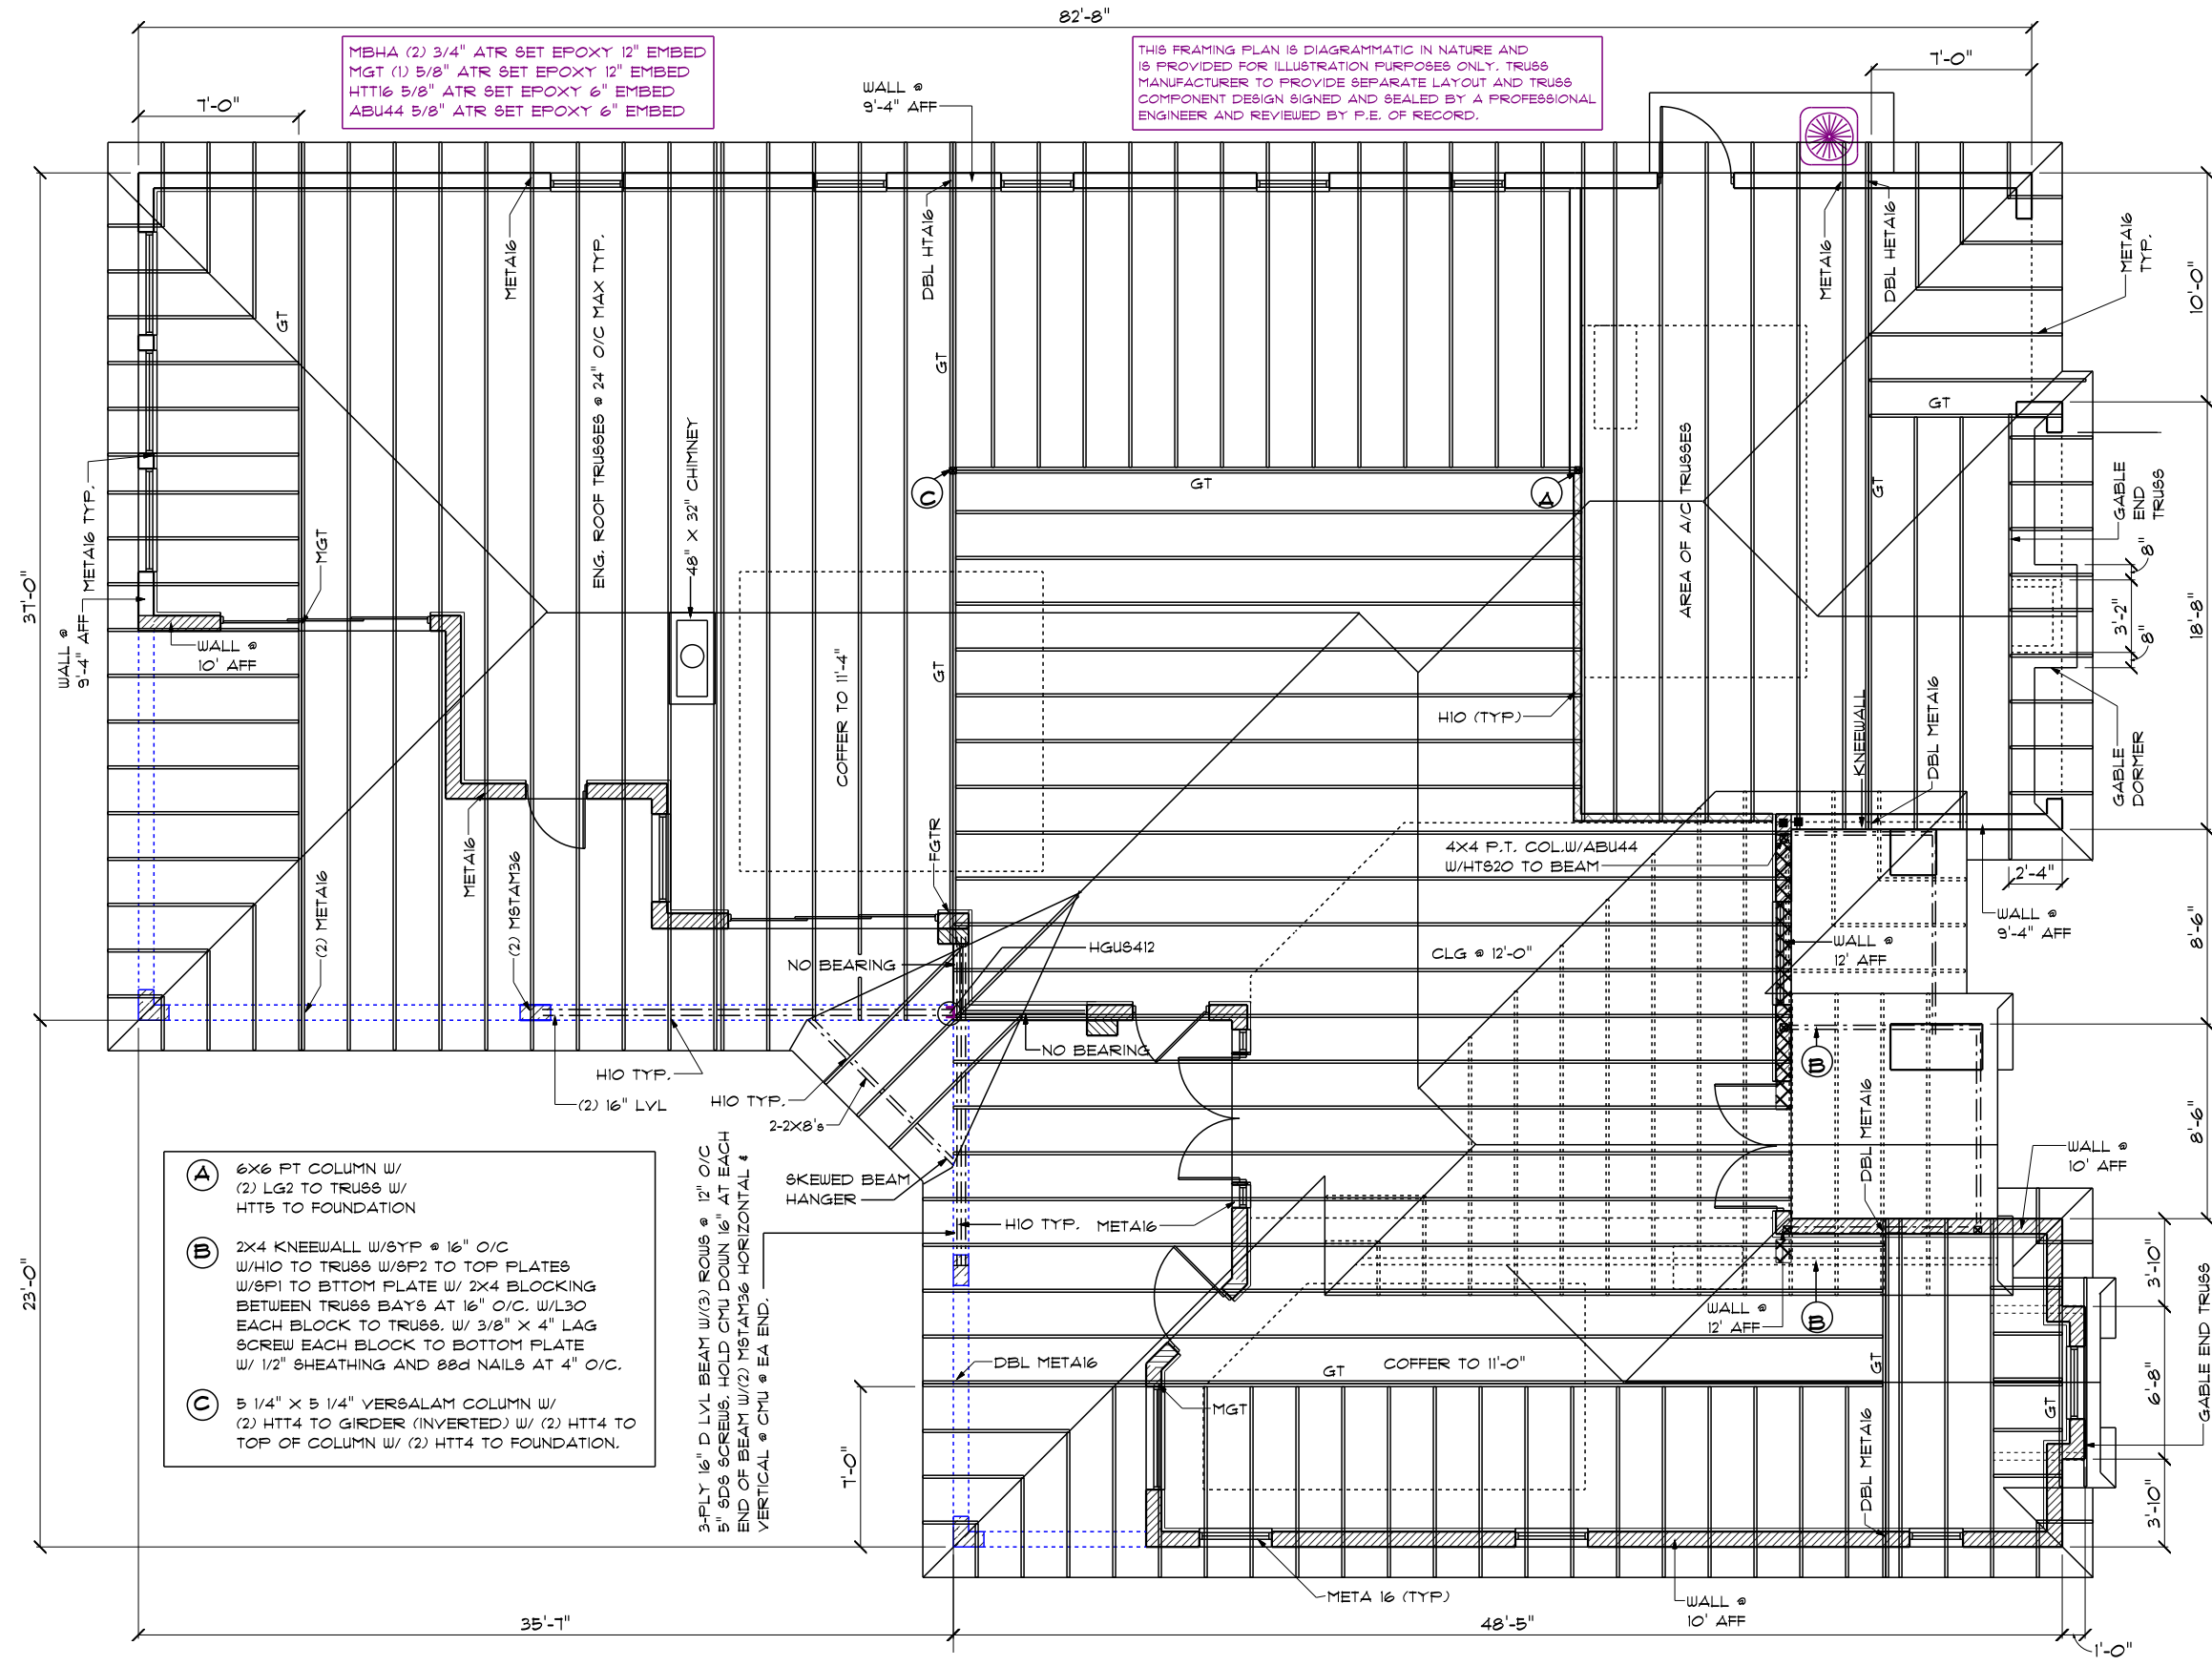 82'-8"
MBHA (2) 3/4" ATR SET EPOXY 12" EMBED
MGT (1) 5/8" ATR SET EPOXY 12" EMBED
HTT16 5/8" ATR SET EPOXY 6" EMBED
ABU44 5/8" ATR SET EPOXY 6" EMBED
THIS FRAMING PLAN IS DIAGRAMMATIC IN NATURE AND
IS PROVIDED FOR ILLUSTRATION PURPOSES ONLY. TRUSS
MANUFACTURER TO PROVIDE SEPARATE LAYOUT AND TRUSS
COMPONENT DESIGN SIGNED AND SEALED BY A PROFESSIONAL
ENGINEER AND REVIEWED BY P.E. OF RECORD.
7'-0"
7'-0"
WALL @
9'-4" AFF
META16
ENG. ROOF TRUSSES @ 24" O/C MAX TYP.
DBL HTA16
META16
DBL HETA16
META16
TYP.
10'-0"
GT
GT
GT
GT
GT
C
A
48" X 32" CHIMNEY
AREA OF A/C TRUSSES
GABLE
END
TRUSS
META16 TYP.
MGT
37'-0"
WALL @
9'-4" AFF
WALL @
10' AFF
8"
3'-2"
8"
18'-8"
COFFER TO 11'-4"
GT
H10 (TYP)
KNEEWALL
DBL META16
GABLE
DORMER
META16
(2) META16
(2) MSTAM36
FGTR
4X4 P.T. COL.W/ABU44
W/HTS20 TO BEAM
2'-4"
WALL @
9'-4" AFF
8'-6"
HGUS412
NO BEARING
CLG @ 12'-0"
WALL @
12' AFF
NO BEARING
H10 TYP.
(2) 16" LVL
H10 TYP.
2-2X8's
B
DBL META16
8'-6"
WALL @
10' AFF
SKEWED BEAM
HANGER
H10 TYP.
META16
A
6X6 PT COLUMN W/
(2) LG2 TO TRUSS W/
HTT5 TO FOUNDATION
B
2X4 KNEEWALL W/SYP @ 16" O/C
W/H10 TO TRUSS W/SP2 TO TOP PLATES
W/SP1 TO BTTOM PLATE W/ 2X4 BLOCKING
BETWEEN TRUSS BAYS AT 16" O/C. W/L30
EACH BLOCK TO TRUSS. W/ 3/8" X 4" LAG
SCREW EACH BLOCK TO BOTTOM PLATE
W/ 1/2" SHEATHING AND 88d NAILS AT 4" O/C.
C
5 1/4" X 5 1/4" VERSALAM COLUMN W/
(2) HTT4 TO GIRDER (INVERTED) W/ (2) HTT4 TO
TOP OF COLUMN W/ (2) HTT4 TO FOUNDATION.
3-PLY 16" D LVL BEAM W/(3) ROWS @ 12" O/C
5" SDS SCREWS. HOLD CMU DOWN 16" AT EACH
END OF BEAM W/(2) MSTAM36 HORIZONTAL &
VERTICAL @ CMU @ EA END.
23'-0"
WALL @
12' AFF
B
3'-10"
DBL META16
GT
COFFER TO 11'-0"
GT
MGT
GT
6'-8"
GABLE END TRUSS
7'-0"
DBL META16
3'-10"
META 16 (TYP)
WALL @
10' AFF
35'-7"
48'-5"
1'-0"